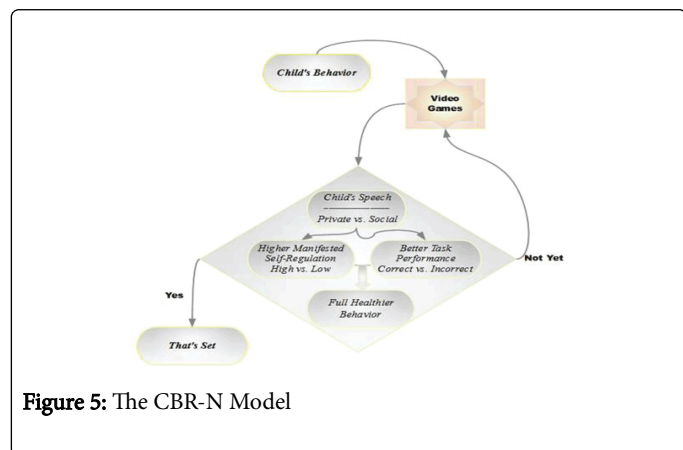 Child's Behavior
Video
Games
Child's Speech
Private vs. Social
Higher Manifested
Self-Regulation
High vs. Low
Better Task
Performance
Correct vs. Incorrect
Not Yet
Yes
Full Healthier
Behavior
That's Set
Figure 5: The CBR-N Model